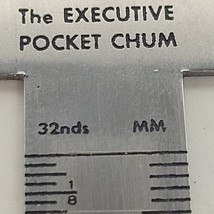 The EXECUTIVE
POCKET CHUM
32nds MM
1
8